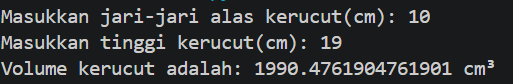 Masukkan jari-jari alas kerucut(cm): 10
Masukkan tinggi kerucut(cm): 19
Volume kerucut adalah: 1990.4761904761901 cm³